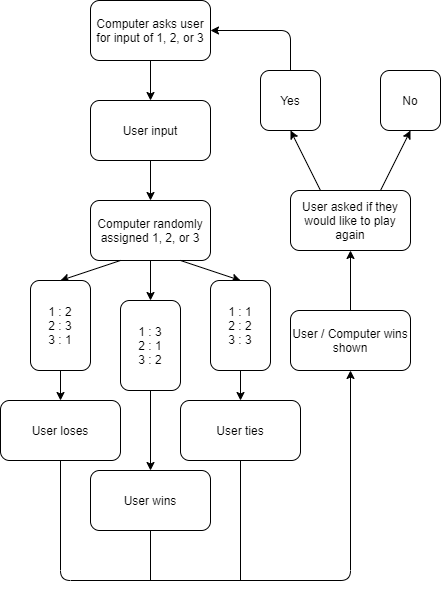 Computer asks user
for input of 1, 2, or 3
Yes
No
User input
Computer randomly
assigned 1, 2, or 3
User asked if they
would like to play
again
1 : 2
2 : 3
3 : 1
1 : 3
2 : 1
3 : 2
1 : 1
2 : 2
3 : 3
User / Computer wins
shown
User loses
User ties
User wins